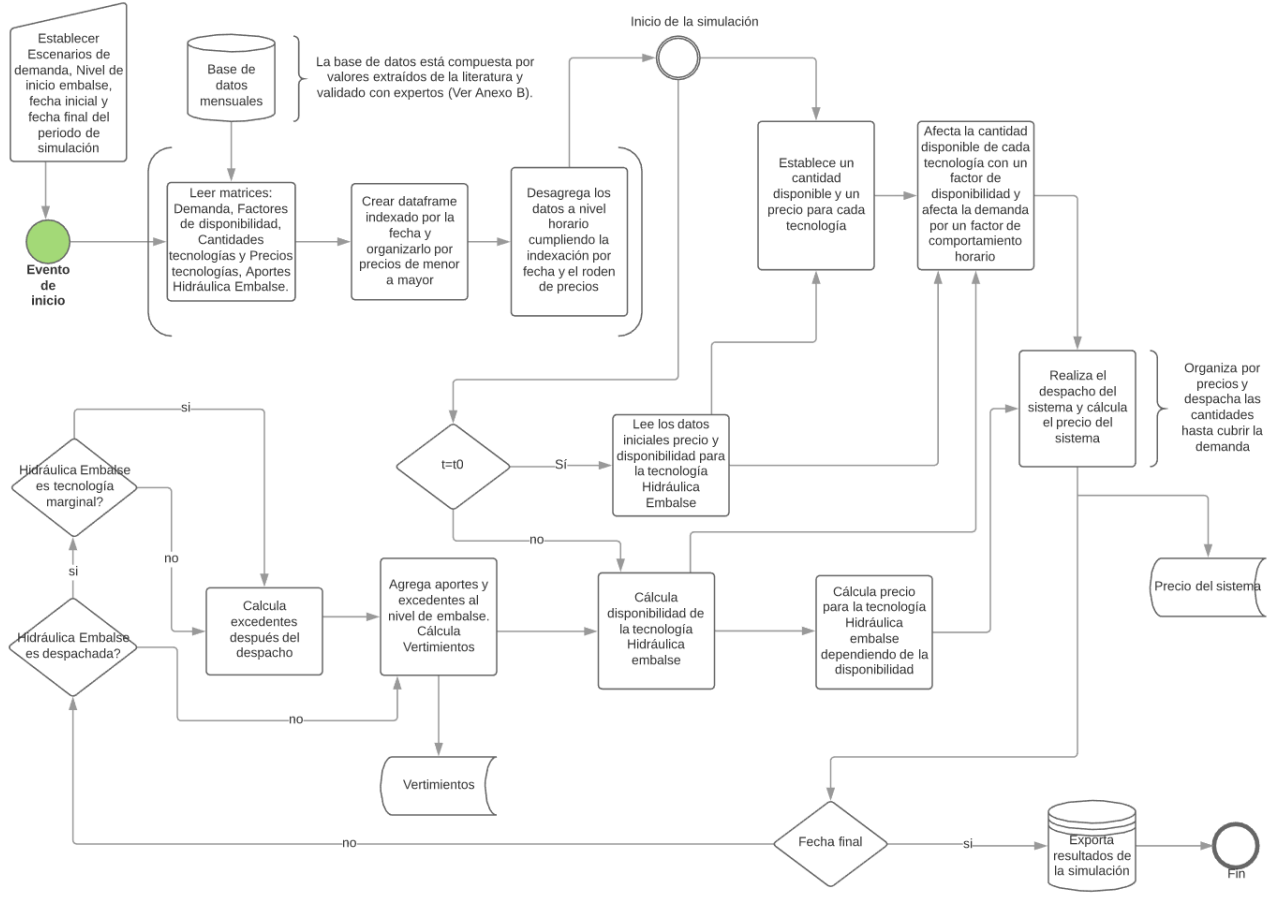 Establecer
Escenarios de
demanda, Nivel de
inicio embalse,
fecha inicial y
fecha final del
periodo de
simulación
Evento
de
inicio
Base de
datos
mensuales
La base de datos está compuesta por
valores extraídos de la literatura y
validado con expertos (Ver Anexo B).
Leer matrices:
Demanda, Factores
de disponibilidad,
Cantidades
tecnologías y Precios
tecnologías, Aportes
Hidráulica Embalse.
Crear dataframe
indexado por la
fecha y
organizarlo por
precios de menor
a mayor
Desagrega los
datos a nivel
horario
cumpliendo la
indexación por
fecha y el roden
de precios
Inicio de la simulación
Establece un
cantidad
disponible y un
precio para cada
tecnología
Afecta la cantidad
disponible de cada
tecnología con un
factor de
disponibilidad y
afecta la demanda
por un factor de
comportamiento
horario
Realiza el
despacho del
sistema y cálcula
el precio del
sistema
Organiza por
precios y
despacha las
cantidades
hasta cubrir la
demanda
t=t0
Sí
no
Lee los datos
iniciales precio y
disponibilidad para
la tecnología
Hidráulica
Embalse
si
Hidráulica Embalse
es tecnología
marginal?
no
si
Hidráulica Embalse
es despachada?
no
Calcula
excedentes
después del
despacho
Agrega aportes y
excedentes al
nivel de embalse.
Cálcula
Vertimientos
Cálcula
disponibilidad de
la tecnología
Hidráulica
embalse
Cálcula precio
para la tecnología
Hidráulica
embalse
dependiendo de la
disponibilidad
Precio del sistema
Vertimientos
Fecha final
no
si
Exporta
resultados de
la simulación
Fin